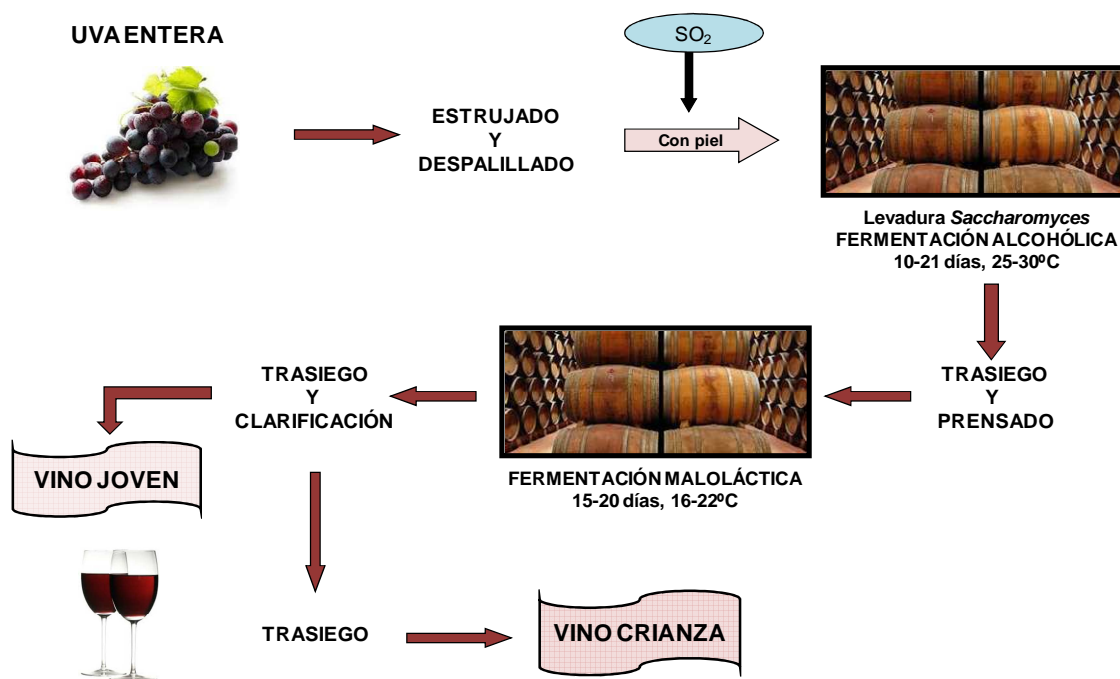 UVA ENTERA
SO₂
ESTRUJADO
Y
DESPALILLADO
Con piel
Levadura Saccharomyces
FERMENTACIÓN ALCOHÓLICA
10-21 días, 25-30ºC
TRASIEGO
Y
PRENSADO
FERMENTACIÓN MALOLÁCTICA
15-20 días, 16-22ºC
TRASIEGO
Y
CLARIFICACIÓN
VINO JOVEN
TRASIEGO
VINO CRIANZA